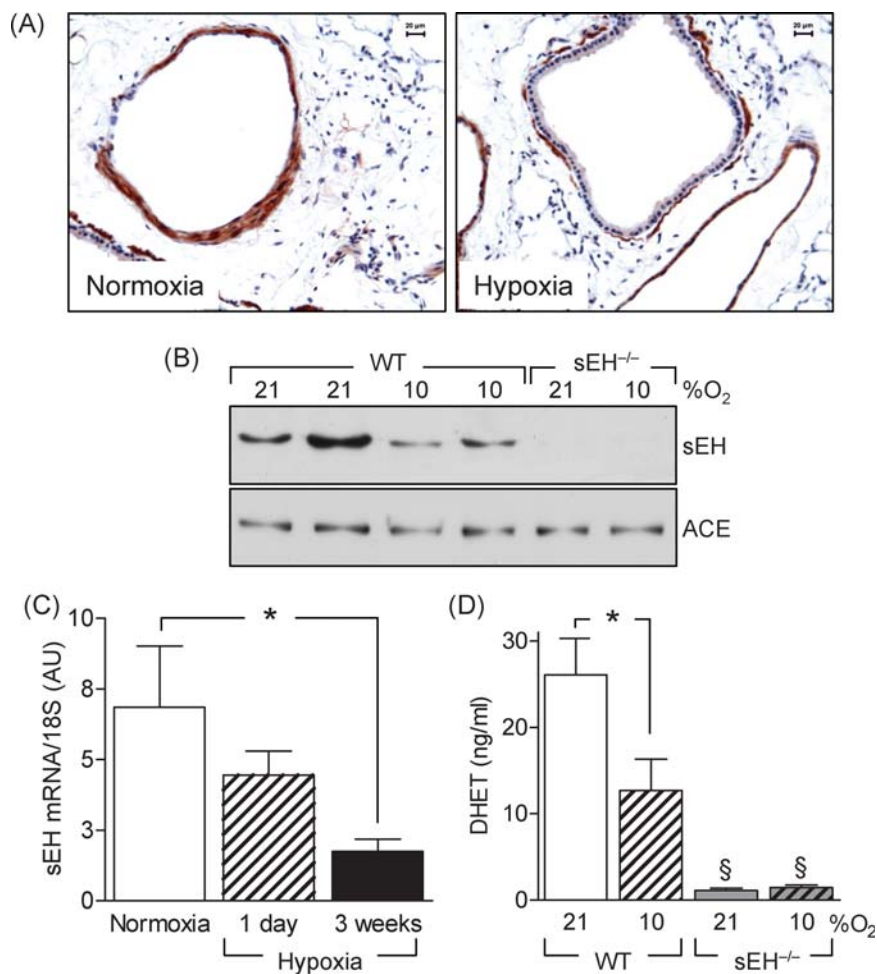 (A)
20 μm
20 μm
Normoxia
Hypoxia
(B)
WT sEH⁻/⁻
21 21 10 10 21 10 %O₂
sEH
ACE
(C)
sEH mRNA/18S (AU)
10
8
5
3
0
*
Normoxia 1 day 3 weeks
Hypoxia
(D)
DHET (ng/ml)
30
20
10
0
*
§ §
21 10 21 10 %O₂
WT sEH⁻/⁻